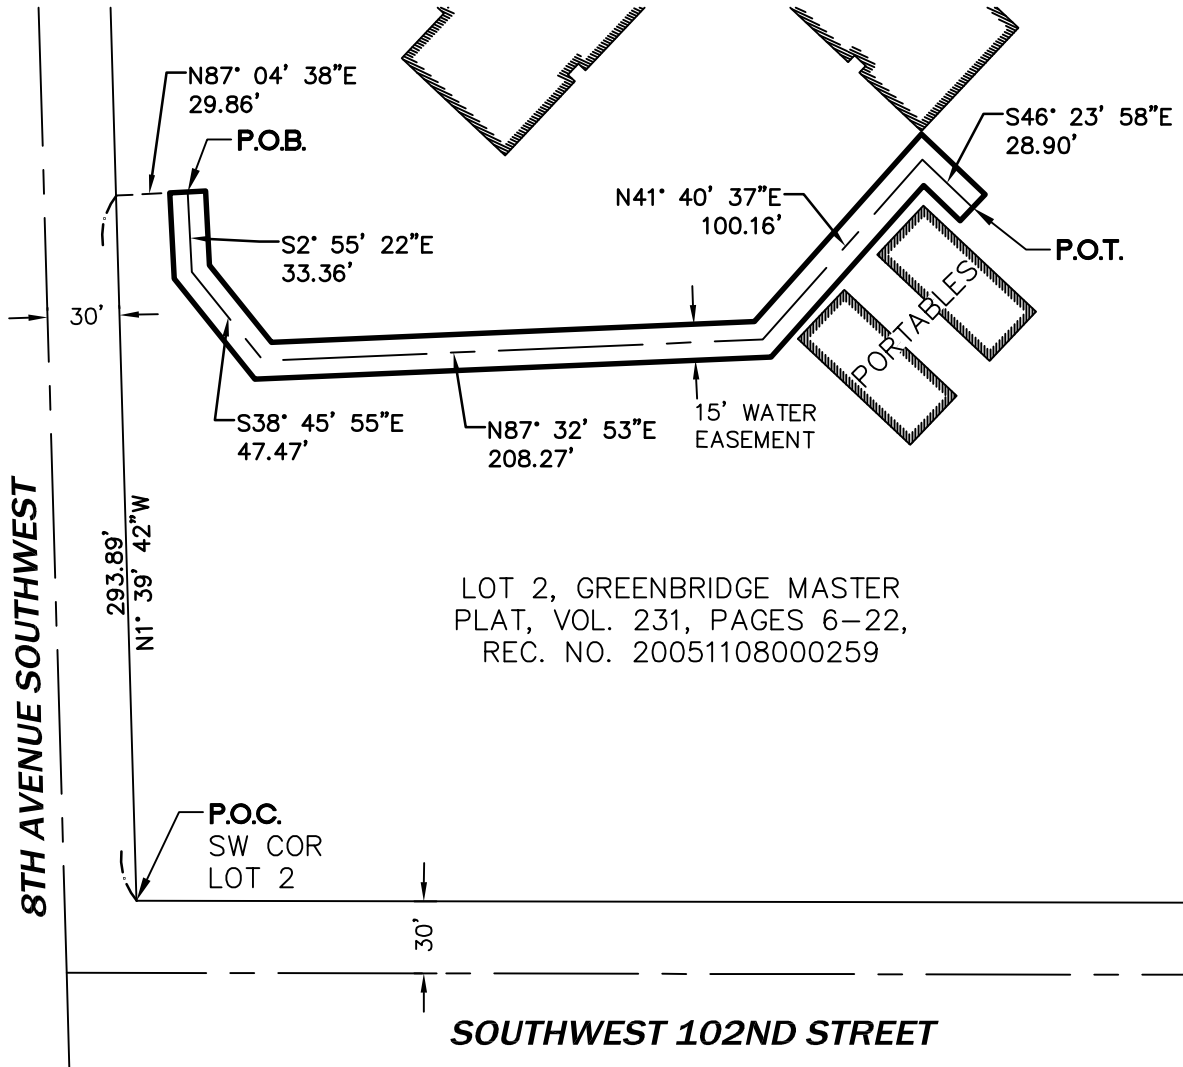 N87° 04' 38"E
29.86'
P.O.B.
S46° 23' 58"E
28.90'
N41° 40' 37"E
100.16'
P.O.T.
S2° 55' 22"E
33.36'
30'
PORTABLES
S38° 45' 55"E
47.47'
N87° 32' 53"E
208.27'
15' WATER
EASEMENT
8TH AVENUE SOUTHWEST
293.89'
N1° 39' 42"W
LOT 2, GREENBRIDGE MASTER
PLAT, VOL. 231, PAGES 6-22,
REC. NO. 20051108000259
P.O.C.
SW COR
LOT 2
30'
SOUTHWEST 102ND STREET